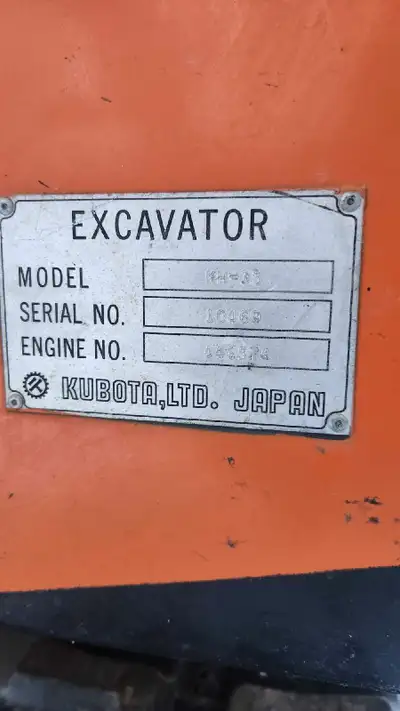 EXCAVATOR
MODEL
SERIAL NO.
ENGINE NO.
KUBOTA,LTD. JAPAN